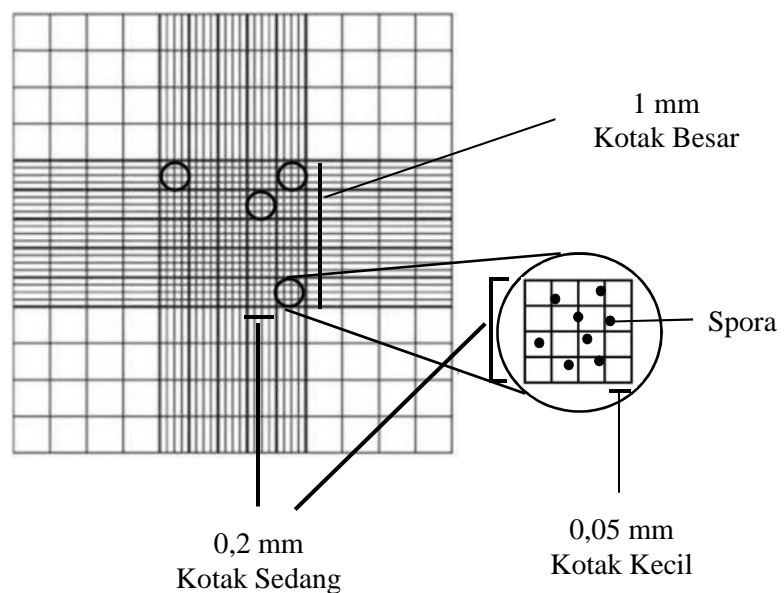 1 mm
Kotak Besar
Spora
0,2 mm
Kotak Sedang
0,05 mm
Kotak Kecil